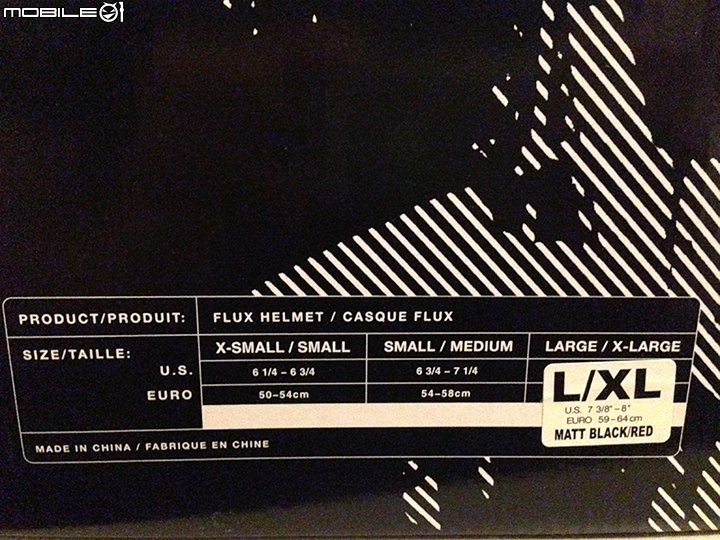 MOBILE01
PRODUCT/PRODUIT: FLUX HELMET / CASQUE FLUX
SIZE/TAILLE: X-SMALL / SMALL SMALL / MEDIUM LARGE / X-LARGE
U.S. 6 1/4 – 6 3/4 6 3/4 – 7 1/4
EURO 50–54cm 54–58cm
L/XL
U.S. 7 3/8" – 8"
EURO 59–64cm
MATT BLACK/RED
MADE IN CHINA / FABRIQUE EN CHINE